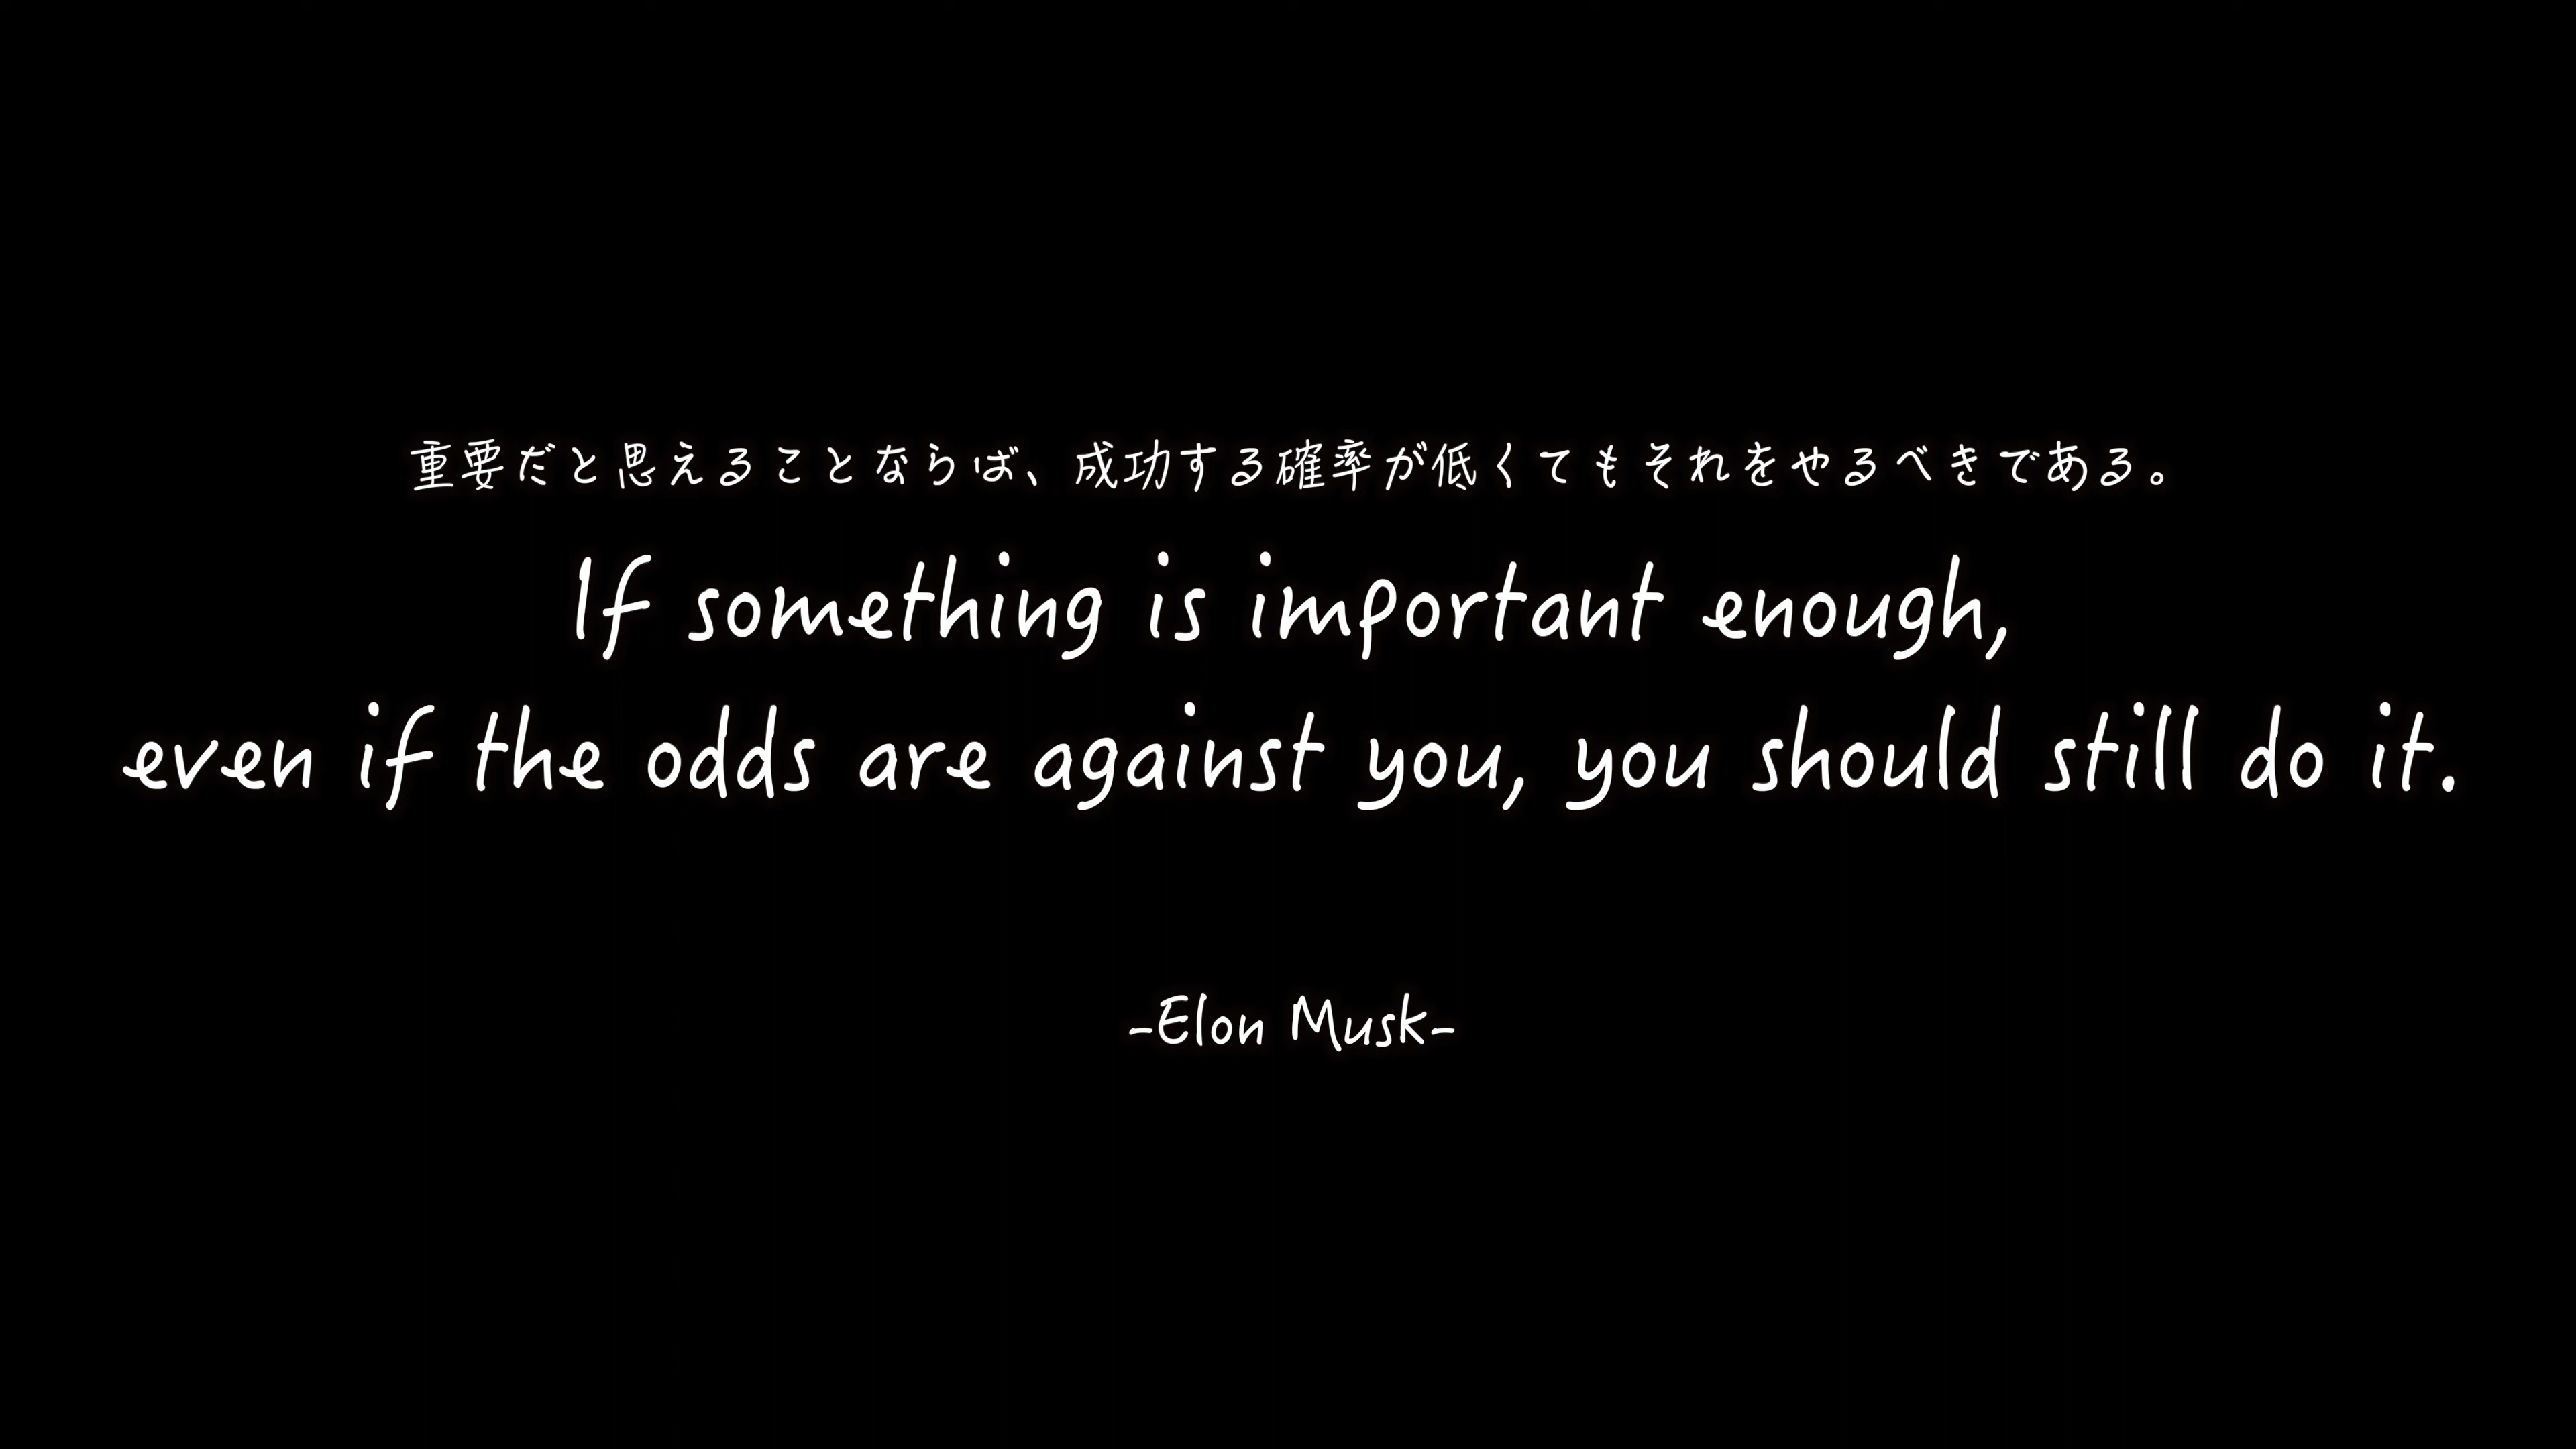 重要だと思えることならば、成功する確率が低くてもそれをやるべきである。
If something is important enough,
even if the odds are against you, you should still do it.
-Elon Musk-